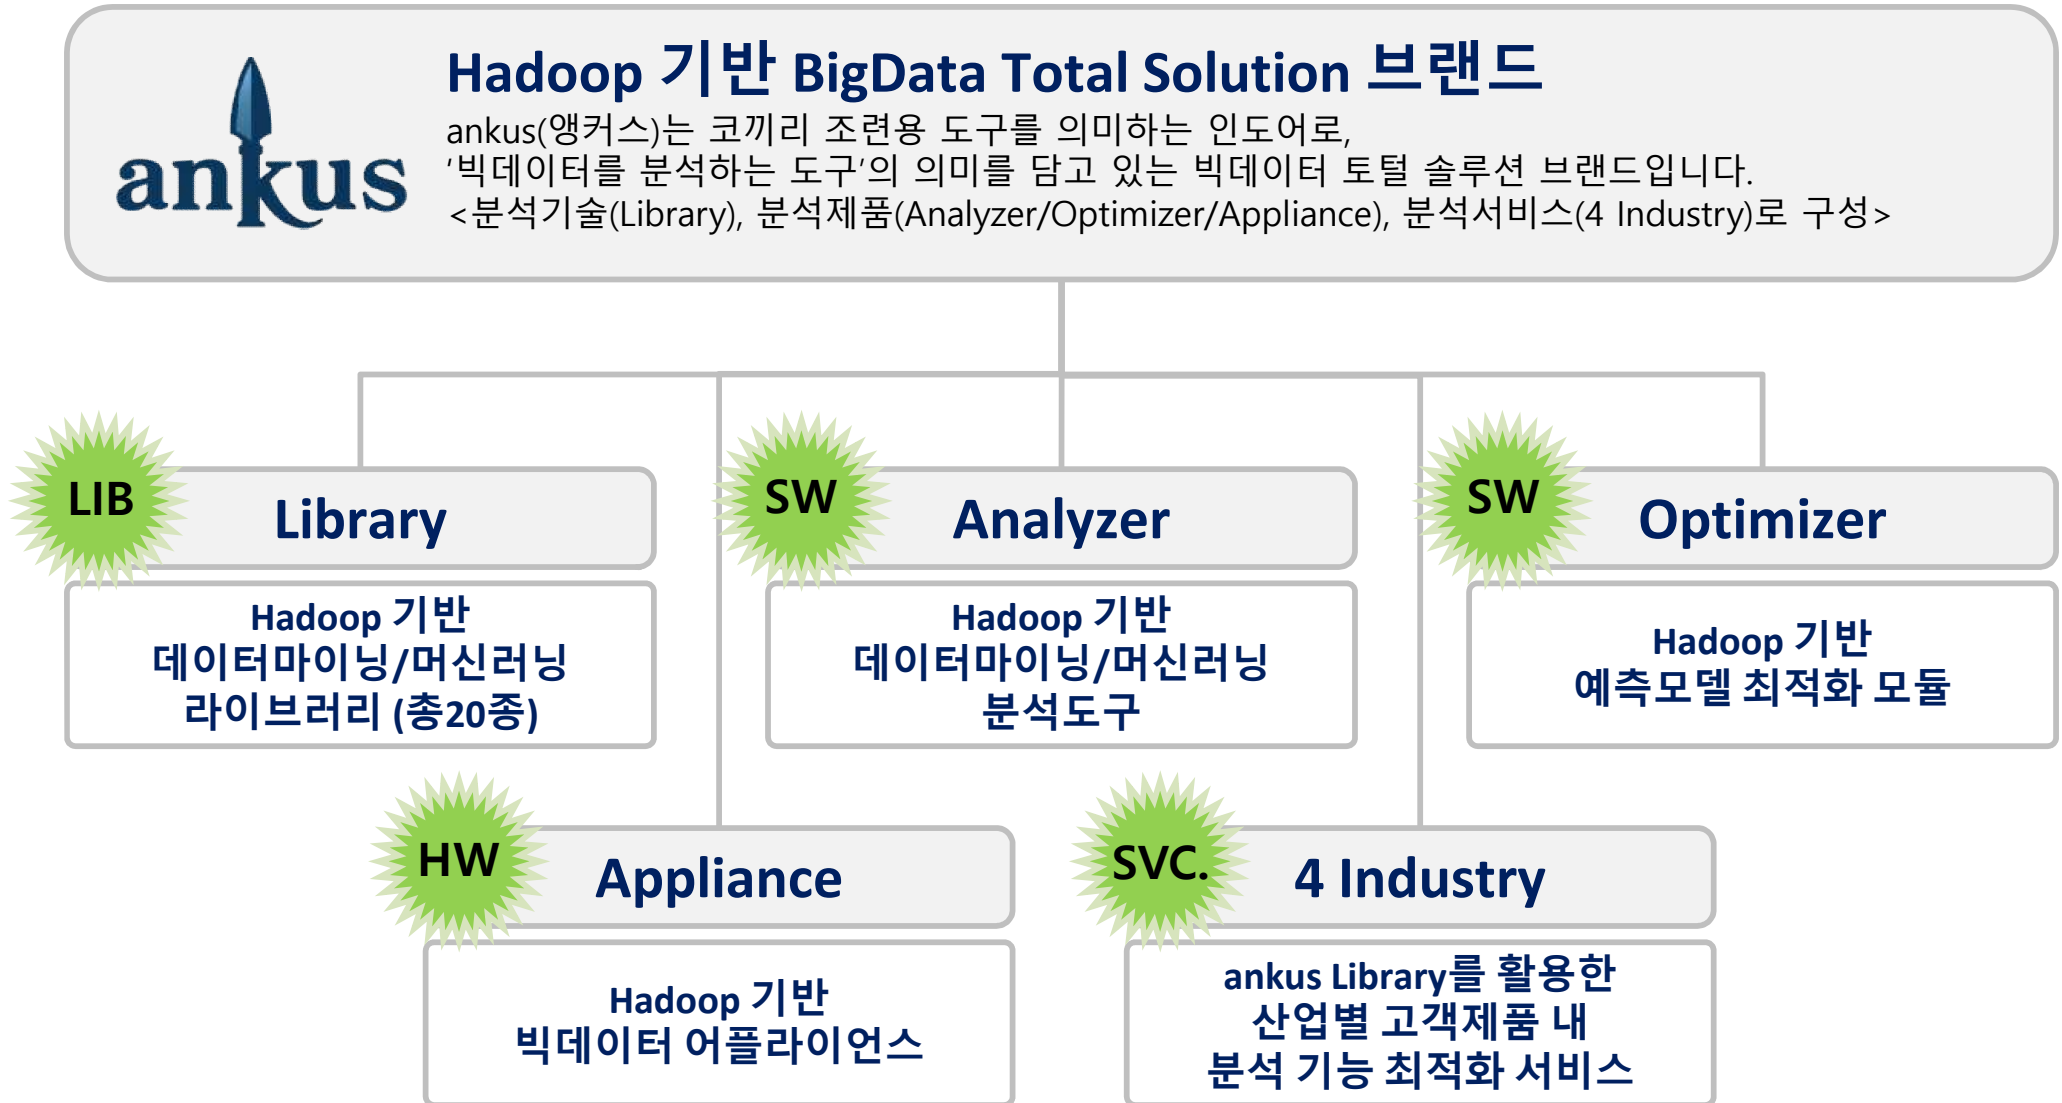 ankus
Hadoop 기반 BigData Total Solution 브랜드
ankus(앵커스)는 코끼리 조련용 도구를 의미하는 인도어로,
‘빅데이터를 분석하는 도구’의 의미를 담고 있는 빅데이터 토털 솔루션 브랜드입니다.
<분석기술(Library), 분석제품(Analyzer/Optimizer/Appliance), 분석서비스(4 Industry)로 구성>
LIB
Library
Hadoop 기반
데이터마이닝/머신러닝
라이브러리 (총20종)
SW
Analyzer
Hadoop 기반
데이터마이닝/머신러닝
분석도구
SW
Optimizer
Hadoop 기반
예측모델 최적화 모듈
HW
Appliance
Hadoop 기반
빅데이터 어플라이언스
SVC.
4 Industry
ankus Library를 활용한
산업별 고객제품 내
분석 기능 최적화 서비스